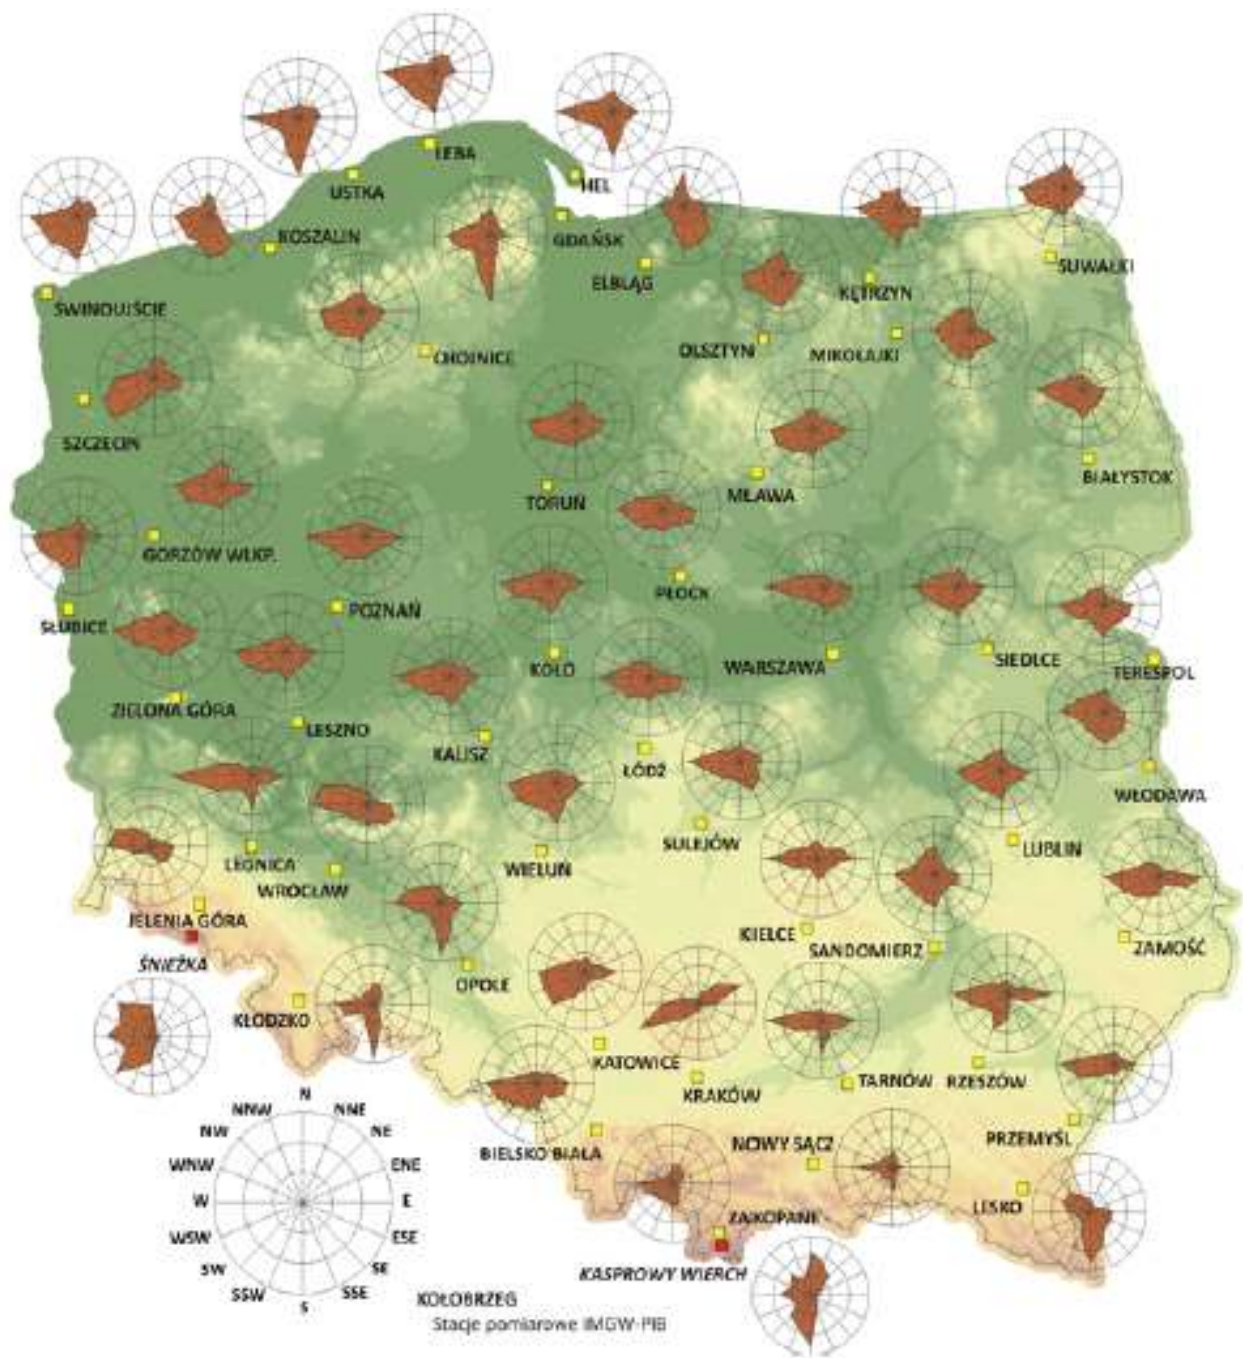 ŁEBA
USTKA
HEL
KOSZALIN
GDAŃSK
ELBLĄG
KĘTRZYN
SUWAŁKI
ŚWINOUJŚCIE
CHOJNICE
OLSZTYN
MIKOŁAJKI
SZCZECIN
TORUŃ
MŁAWA
BIAŁYSTOK
GORZÓW WLKP.
PŁOCK
POZNAŃ
SŁUBICE
KOŁO
WARSZAWA
SIEDLCE
TERESPOL
ZIELONA GÓRA
LESZNO
KALISZ
ŁÓDŹ
WŁODAWA
SULEJÓW
LUBLIN
LEGNICA
WIELUŃ
WROCŁAW
JELENIA GÓRA
KIELCE
SANDOMIERZ
ZAMOŚĆ
ŚNIEŻKA
OPOLE
KŁODZKO
KATOWICE
KRAKÓW
TARNÓW
RZESZÓW
PRZEMYŚL
BIELSKO BIAŁA
NOWY SĄCZ
LESKO
ZAKOPANE
KASPROWY WIERCH
N
NNW
NNE
NW
NE
WNW
ENE
W
E
WSW
ESE
SW
SE
SSW
SSE
S
KOŁOBRZEG
Stacje pomiarowe IMGW-PIB